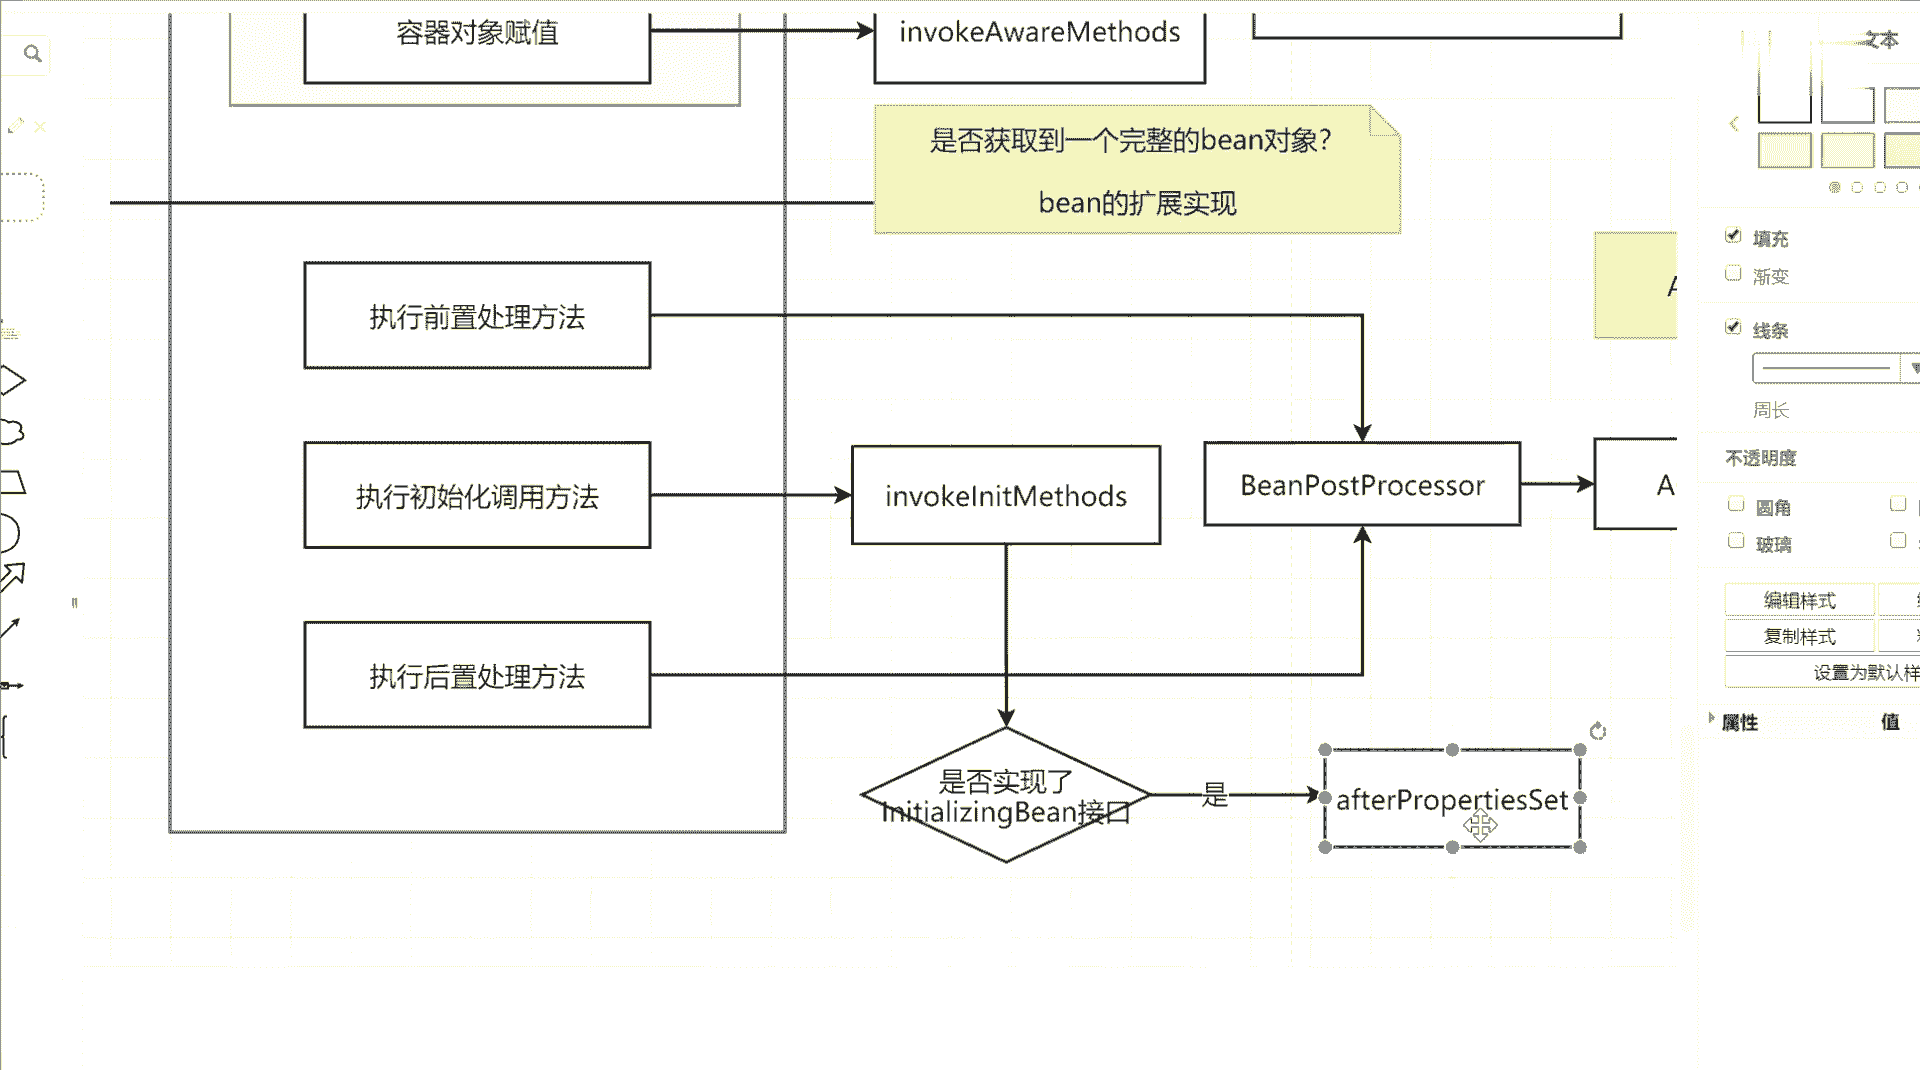 容器对象赋值
invokeAwareMethods
是否获取到一个完整的bean对象?
bean的扩展实现
执行前置处理方法
执行初始化调用方法
invokeInitMethods
BeanPostProcessor
A
A
执行后置处理方法
是否实现了
InitializingBean接口
是
afterPropertiesSet
文本
填充
渐变
线条
周长
不透明度
圆角
玻璃
编辑样式
复制样式
设置为默认样
属性
值